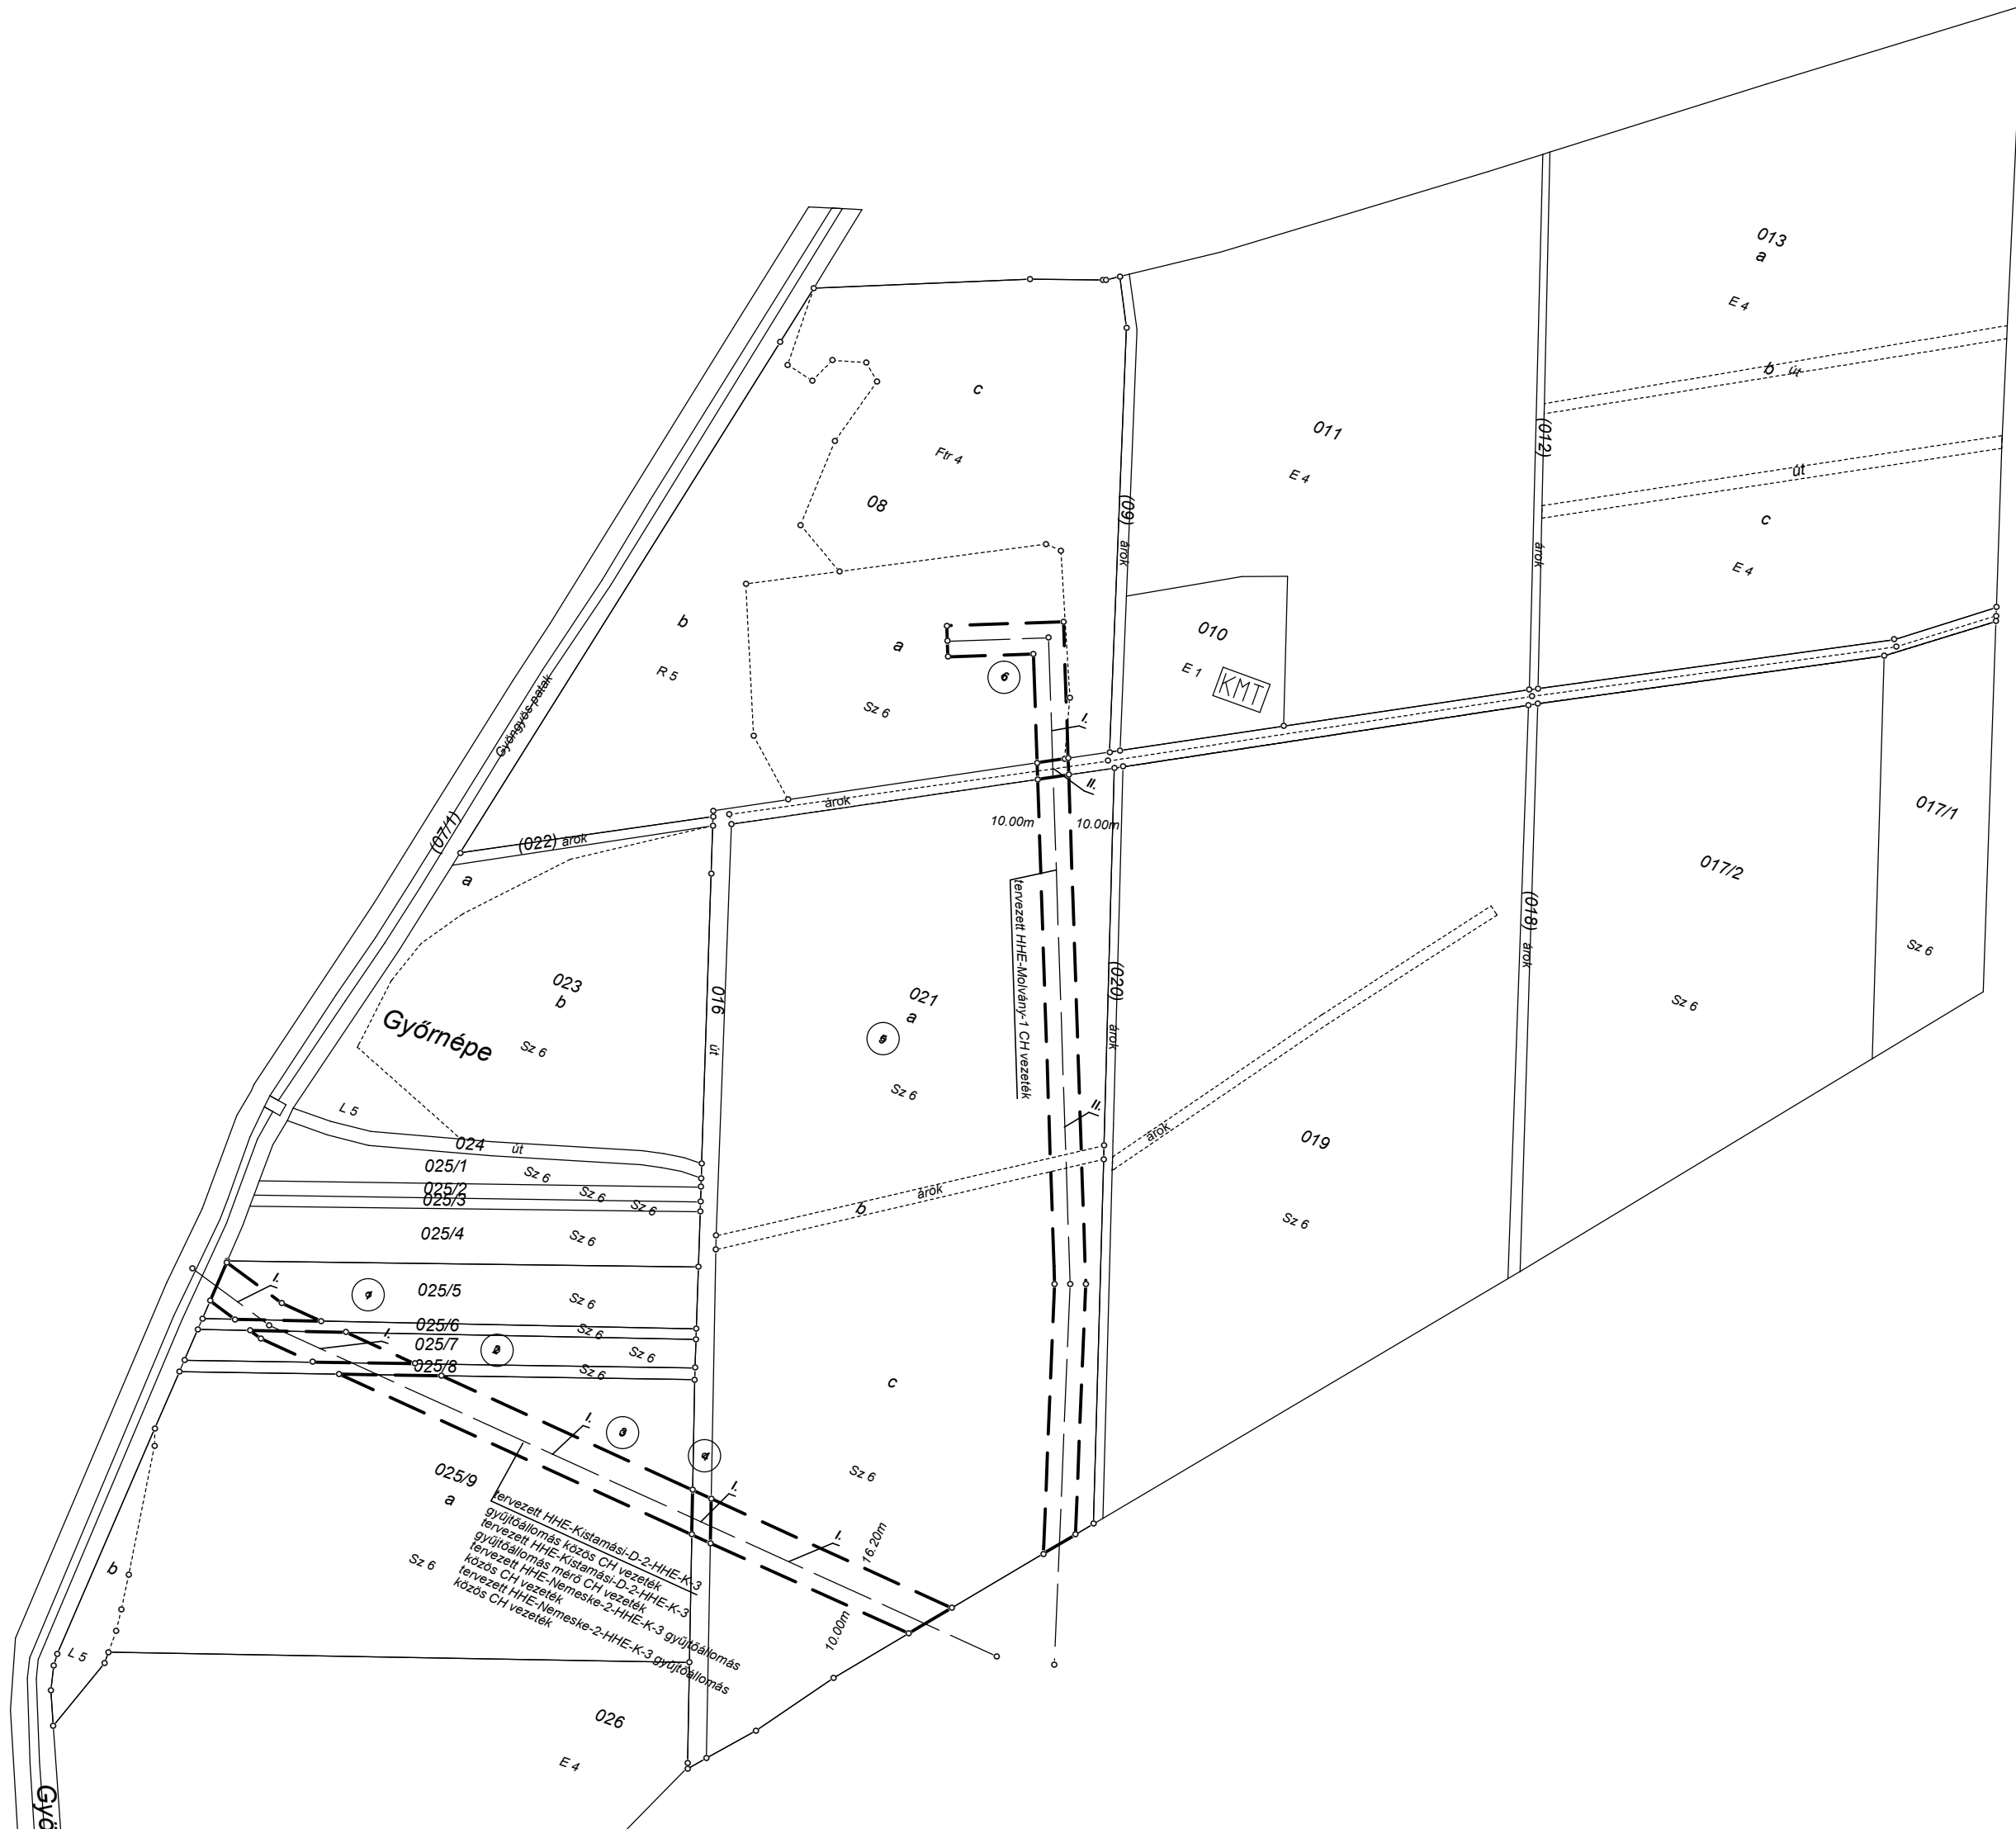 013
a
E 4
b út
út
c
E 4
(012)
árok
011
E 4
c
Ftr 4
08
(09)
árok
010
E 1
KMT
b
R 5
a
Sz 6
6
I.
II.
Gyöngyös patak
(07/1)
(022) árok
árok
10.00m
10.00m
a
023
b
Sz 6
Győrnépe
L 5
016
út
021
a
5
Sz 6
tervezett HHE-Molvány-1 CH vezeték
(020)
árok
II.
árok
(018)
árok
017/2
Sz 6
017/1
Sz 6
019
Sz 6
024
út
025/1
Sz 6
025/2
Sz 6
025/3
Sz 6
025/4
Sz 6
b
árok
I.
025/5
Sz 6
025/6
Sz 6
I.
025/7
2
Sz 6
025/8
Sz 6
c
Sz 6
I.
3
4
I.
I.
16.20m
10.00m
025/9
a
Sz 6
tervezett HHE-Kistamási-D-2-HHE-K-3
gyűjtőállomás közös CH vezeték
tervezett HHE-Kistamási-D-2-HHE-K-3
gyűjtőállomás mérő CH vezeték
tervezett HHE-Nemeske-2-HHE-K-3 gyűjtőállomás
közös CH vezeték
tervezett HHE-Nemeske-2-HHE-K-3 gyűjtőállomás
közös CH vezeték
b
L 5
026
E 4
Győ